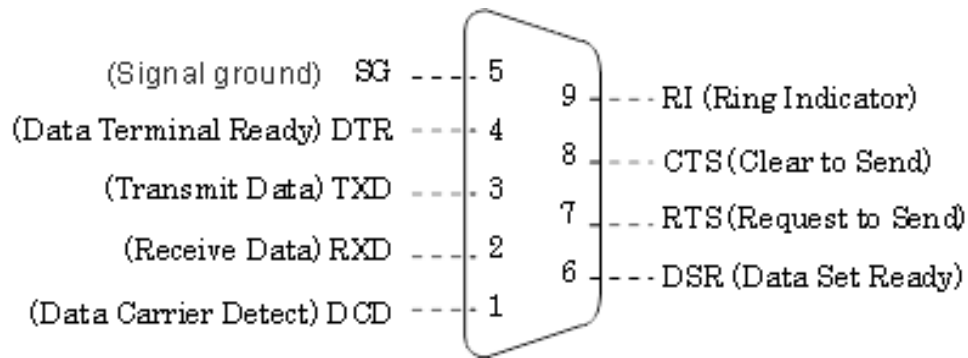 (Signal ground) SG 5
9 RI (Ring Indicator)
(Data Terminal Ready) DTR 4
8 CTS (Clear to Send)
(Transmit Data) TXD 3
7 RTS (Request to Send)
(Receive Data) RXD 2
6 DSR (Data Set Ready)
(Data Carrier Detect) DCD 1